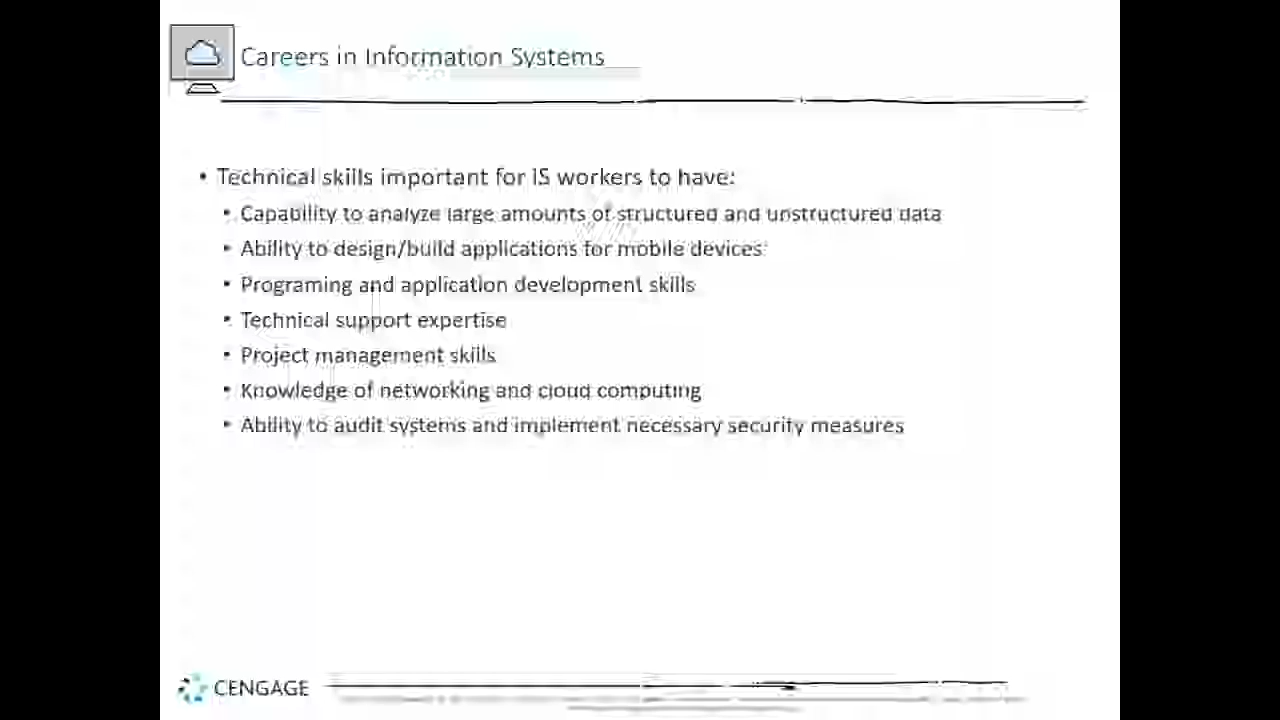 Careers in Information Systems
• Technical skills important for IS workers to have:
• Capability to analyze large amounts of structured and unstructured data
• Ability to design/build applications for mobile devices
• Programing and application development skills
• Technical support expertise
• Project management skills
• Knowledge of networking and cloud computing
• Ability to audit systems and implement necessary security measures
CENGAGE